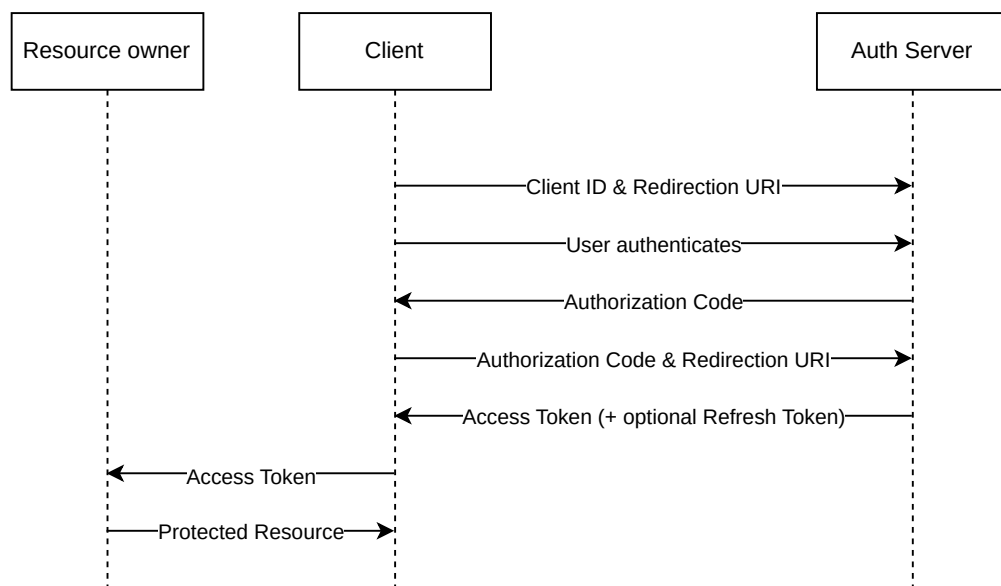 Resource owner
Client
Auth Server
Client ID & Redirection URI
User authenticates
Authorization Code
Authorization Code & Redirection URI
Access Token (+ optional Refresh Token)
Access Token
Protected Resource